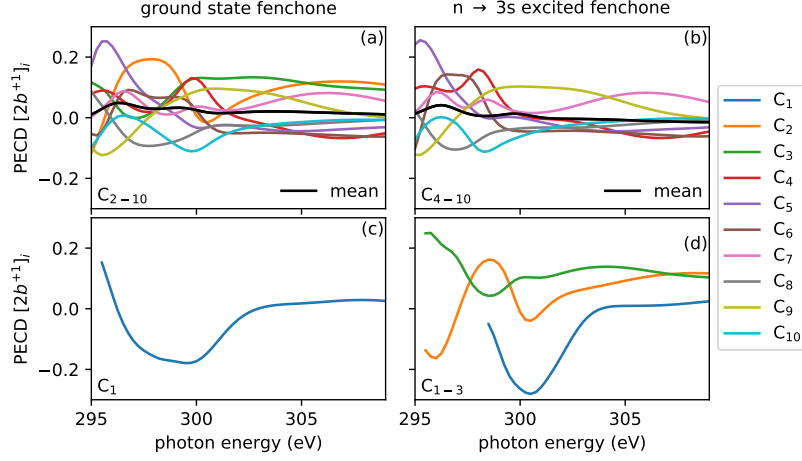 ground state fenchone
n → 3s excited fenchone
(a)
(b)
PECD [2b⁺¹]ᵢ
0.2
0.0
−0.2
C₂₋₁₀
mean
C₄₋₁₀
mean
(c)
(d)
PECD [2b⁺¹]ᵢ
0.2
0.0
−0.2
C₁
C₁₋₃
295
300
305
295
300
305
photon energy (eV)
photon energy (eV)
C₁
C₂
C₃
C₄
C₅
C₆
C₇
C₈
C₉
C₁₀